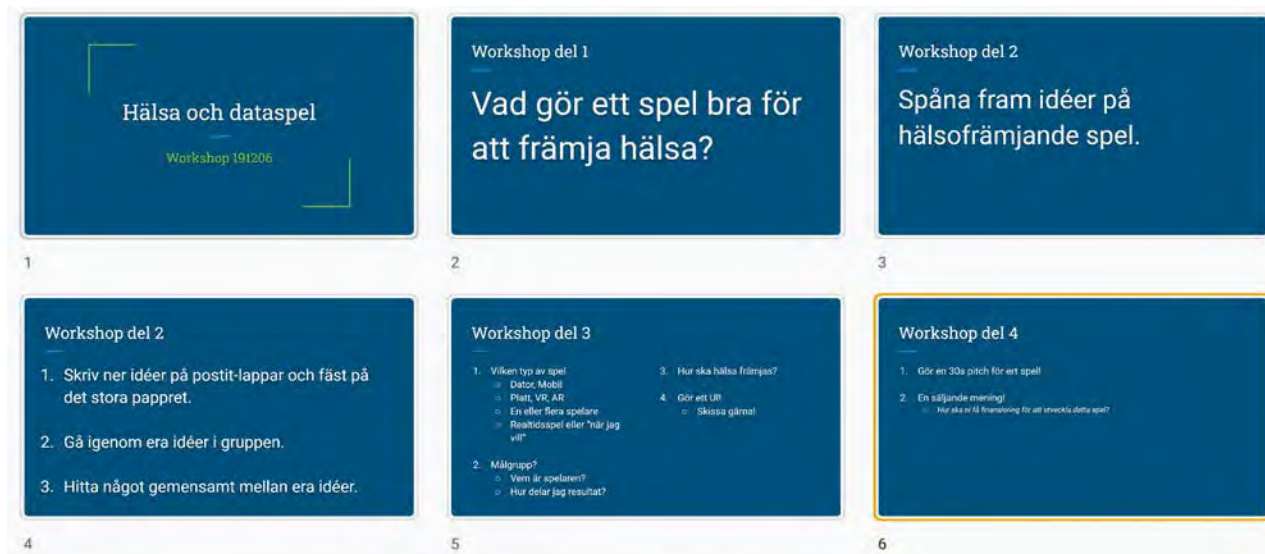 Hälsa och dataspel
Workshop 191206
1
Workshop del 1
Vad gör ett spel bra för
att främja hälsa?
2
Workshop del 2
Spåna fram idéer på
hälsofrämjande spel.
3
Workshop del 2
1. Skriv ner idéer på postit-lappar och fäst på
det stora pappret.
2. Gå igenom era idéer i gruppen.
3. Hitta något gemensamt mellan era idéer.
4
Workshop del 3
1. Vilken typ av spel
○ Dator, Mobil
○ Platt, VR, AR
○ En eller flera spelare
○ Realtidsspel eller "när jag
vill"
2. Målgrupp?
○ Vem är spelaren?
○ Hur delar jag resultat?
3. Hur ska hälsa främjas?
4. Gör ett UI!
○ Skissa gärna!
5
Workshop del 4
1. Gör en 30s pitch för ert spel!
2. En säljande mening!
○ Hur ska ni få finansiering för att utveckla detta spel?
6